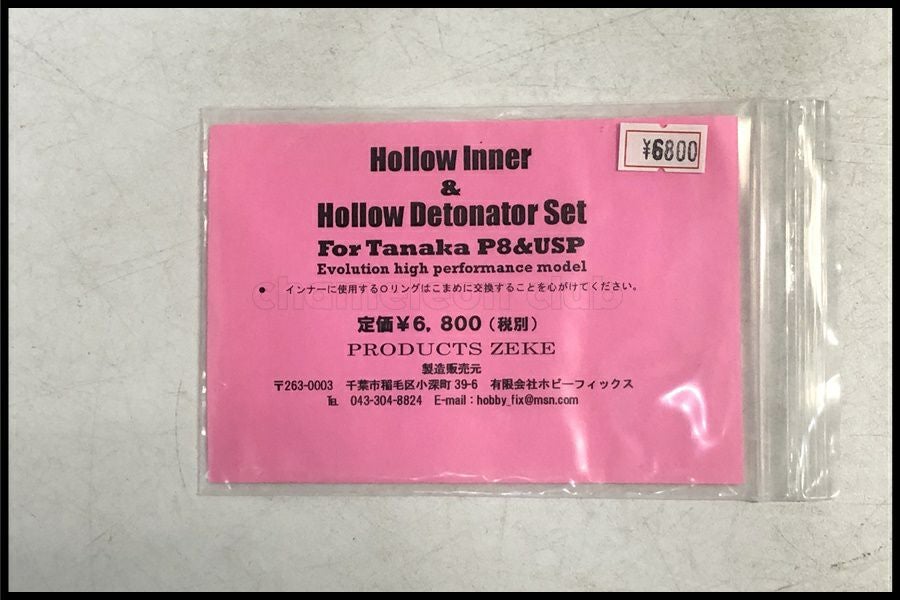 ¥6800
Hollow Inner
&
Hollow Detonator Set
For Tanaka P8&USP
Evolution high performance model
● インナーに使用するOリングはこまめに交換することを心がけてください。
chameleon club
定価¥6,800(税別)
PRODUCTS ZEKE
製造販売元
〒263-0003 千葉市稲毛区小深町39-6 有限会社ホビーフィックス
℡ 043-304-8824 E-mail:hobby_fix@msn.com